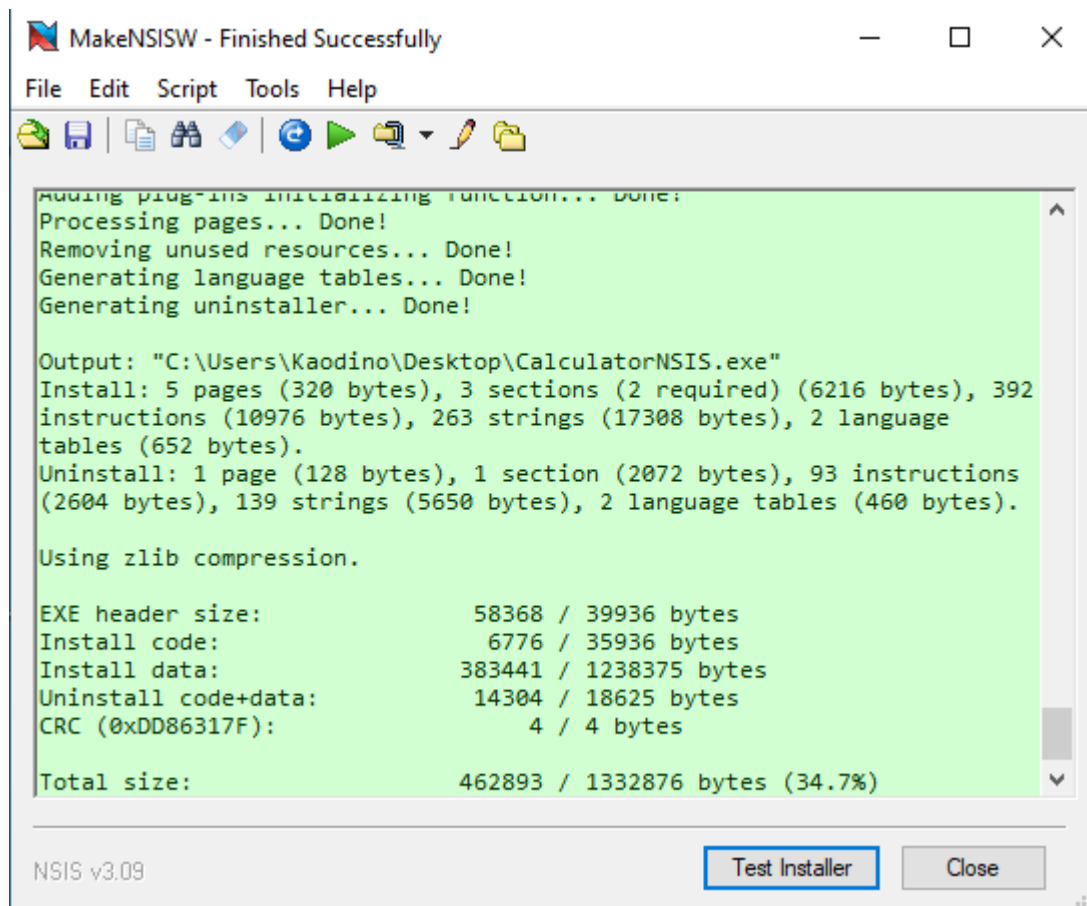 MakeNSISW - Finished Successfully
File Edit Script Tools Help
Adding plug-ins initializing function... Done!
Processing pages... Done!
Removing unused resources... Done!
Generating language tables... Done!
Generating uninstaller... Done!
Output: "C:\Users\Kaodino\Desktop\CalculatorNSIS.exe"
Install: 5 pages (320 bytes), 3 sections (2 required) (6216 bytes), 392
instructions (10976 bytes), 263 strings (17308 bytes), 2 language
tables (652 bytes).
Uninstall: 1 page (128 bytes), 1 section (2072 bytes), 93 instructions
(2604 bytes), 139 strings (5650 bytes), 2 language tables (460 bytes).
Using zlib compression.
EXE header size: 58368 / 39936 bytes
Install code: 6776 / 35936 bytes
Install data: 383441 / 1238375 bytes
Uninstall code+data: 14304 / 18625 bytes
CRC (0xDD86317F): 4 / 4 bytes
Total size: 462893 / 1332876 bytes (34.7%)
NSIS v3.09
Test Installer
Close